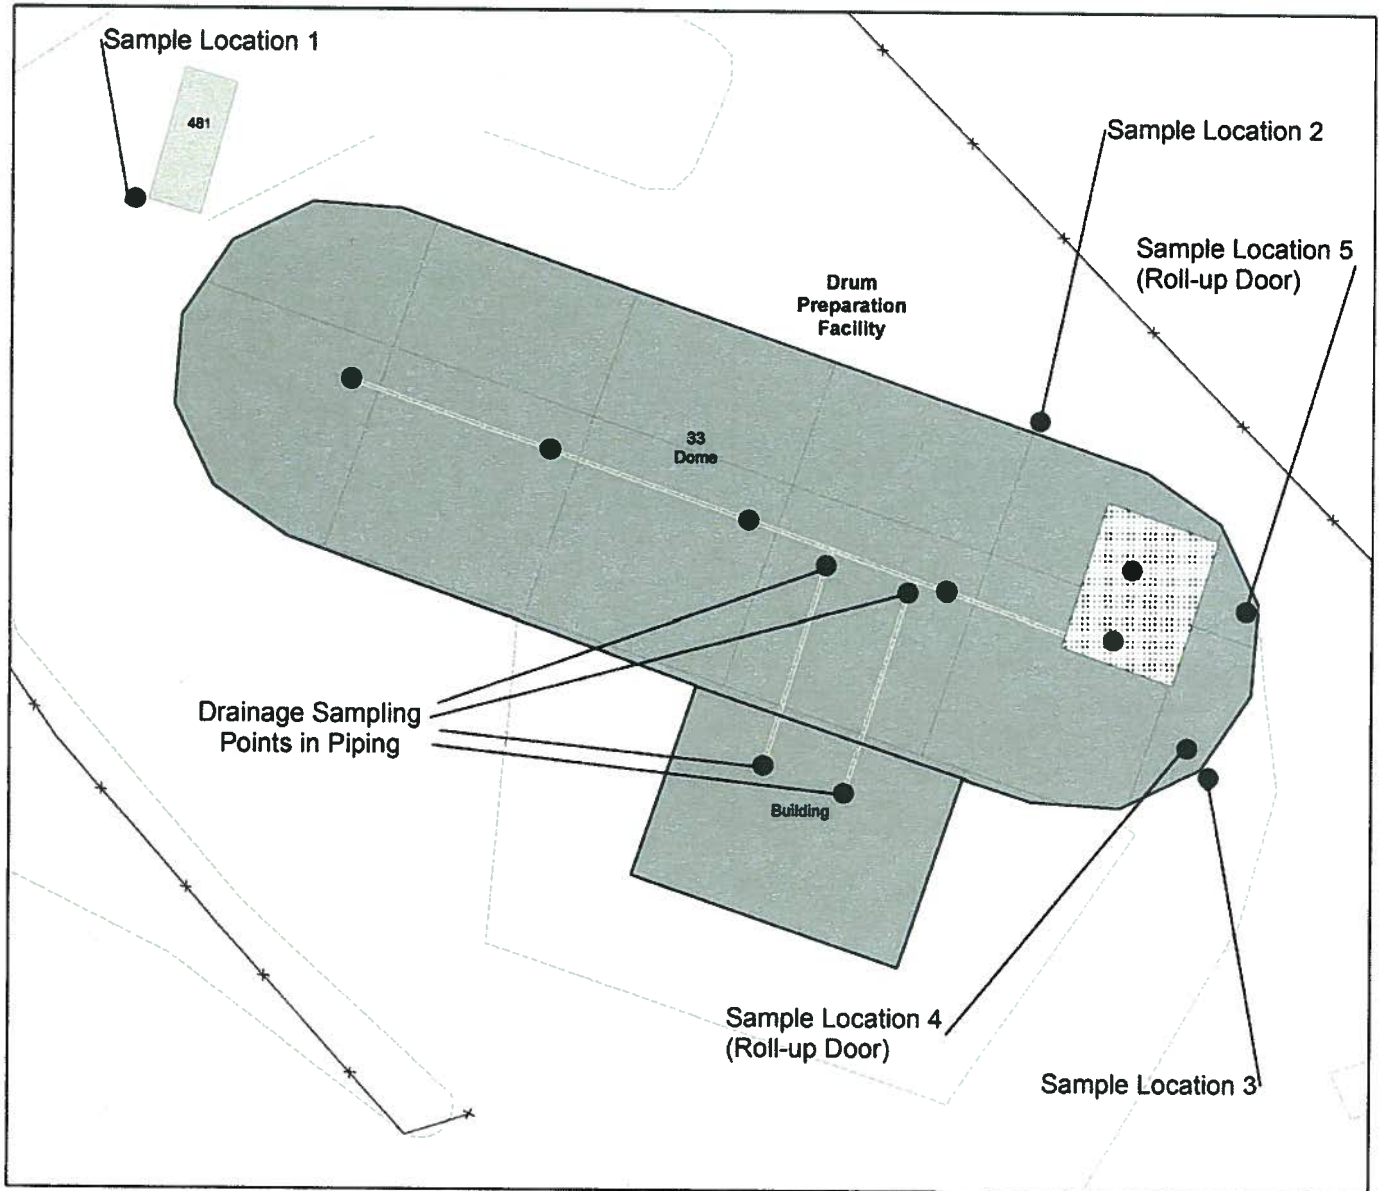 Sample Location 1
481
Sample Location 2
Sample Location 5
(Roll-up Door)
Drum
Preparation
Facility
33
Dome
Drainage Sampling
Points in Piping
Building
Sample Location 4
(Roll-up Door)
Sample Location 3